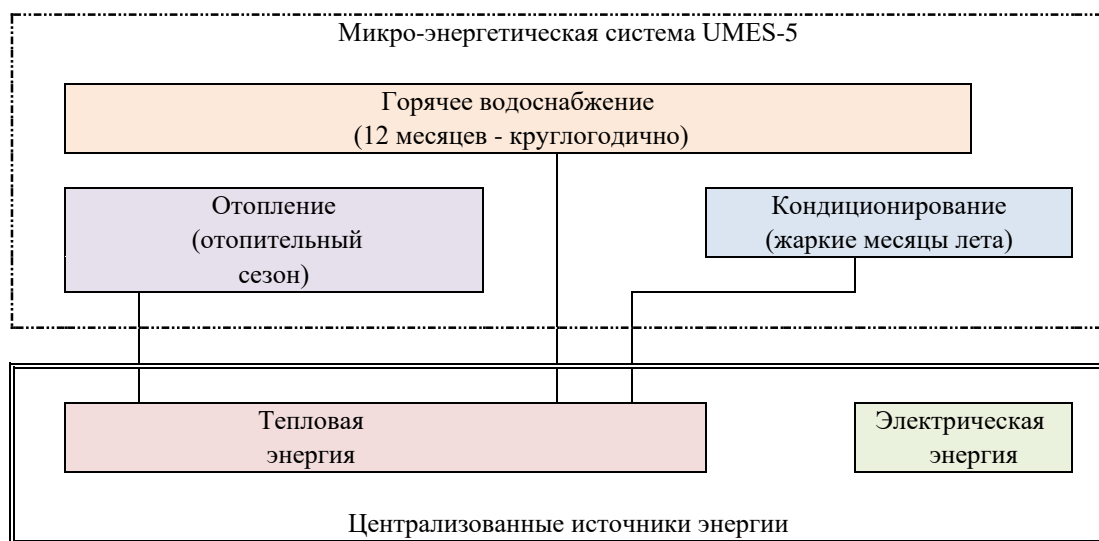 Микро-энергетическая система UMES-5
Горячее водоснабжение
(12 месяцев - круглогодично)
Отопление
(отопительный
сезон)
Кондиционирование
(жаркие месяцы лета)
Тепловая
энергия
Электрическая
энергия
Централизованные источники энергии